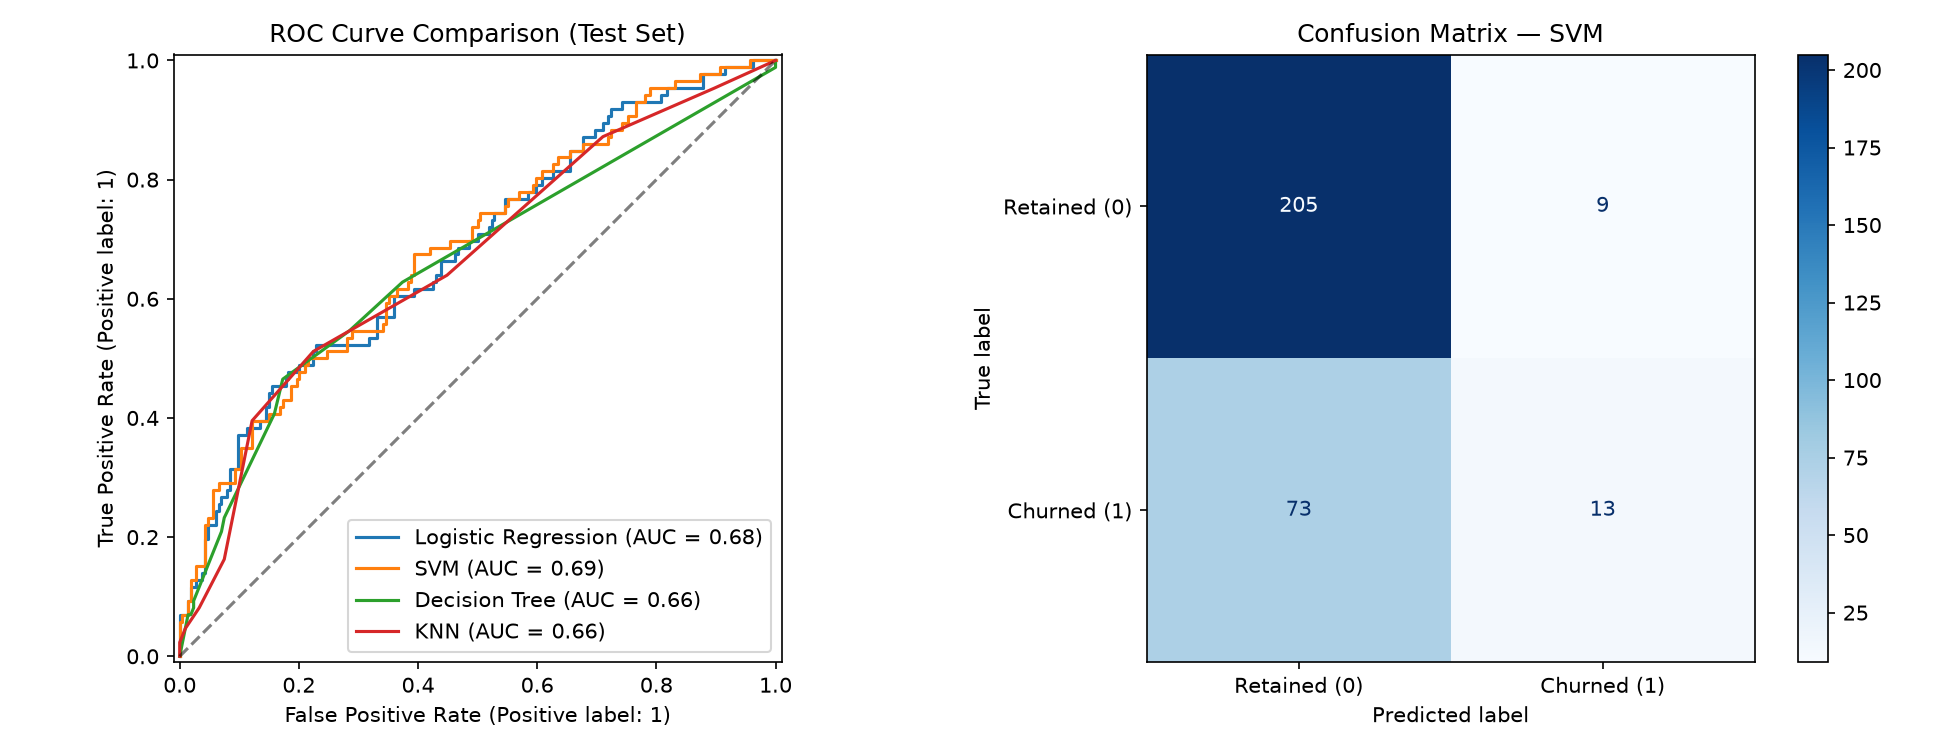 ROC Curve Comparison (Test Set)
True Positive Rate (Positive label: 1)
1.0
0.8
0.6
0.4
0.2
0.0
Logistic Regression (AUC = 0.68)
SVM (AUC = 0.69)
Decision Tree (AUC = 0.66)
KNN (AUC = 0.66)
0.0 0.2 0.4 0.6 0.8 1.0
False Positive Rate (Positive label: 1)
Confusion Matrix — SVM
True label
Retained (0)
205 9
Churned (1)
73 13
Retained (0) Churned (1)
Predicted label
200
175
150
125
100
75
50
25